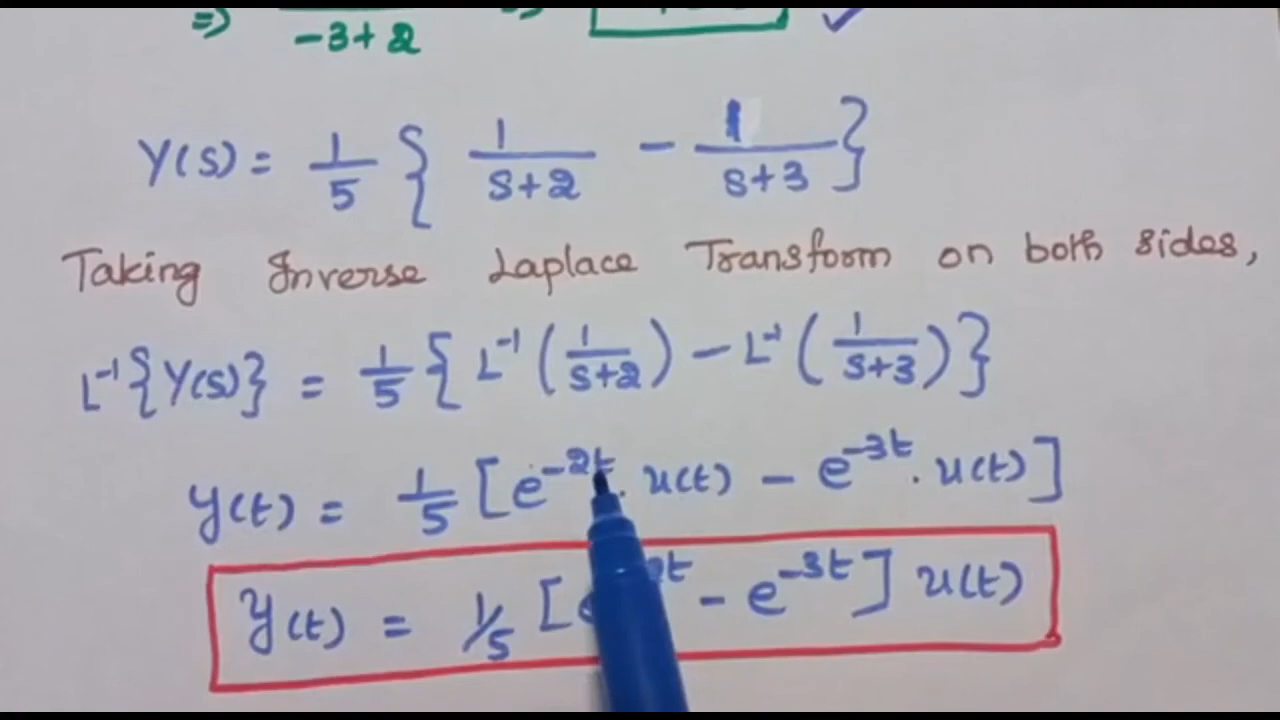 ⇒ -3+2 ⇒
Y(s) = 1/5 { 1/(s+2) - 1/(s+3) }
Taking Inverse Laplace Transform on both sides,
L⁻¹{Y(s)} = 1/5 { L⁻¹(1/(s+2)) - L⁻¹(1/(s+3)) }
y(t) = 1/5 [e^-2t . u(t) - e^-3t . u(t)]
y(t) = 1/5 [e t - e^-3t] u(t)